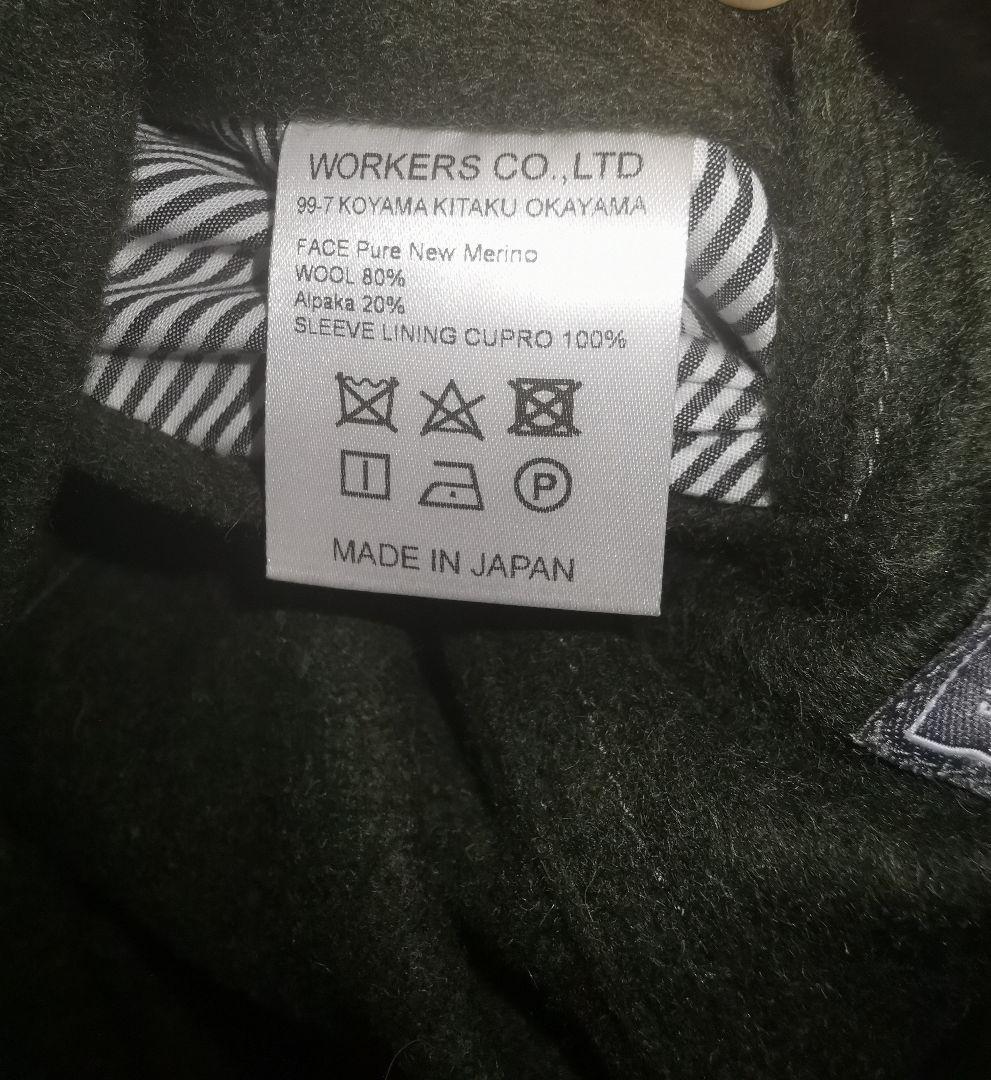 WORKERS CO.,LTD
99-7 KOYAMA KITAKU OKAYAMA
FACE Pure New Merino
WOOL 80%
Alpaka 20%
SLEEVE LINING CUPRO 100%
P
MADE IN JAPAN